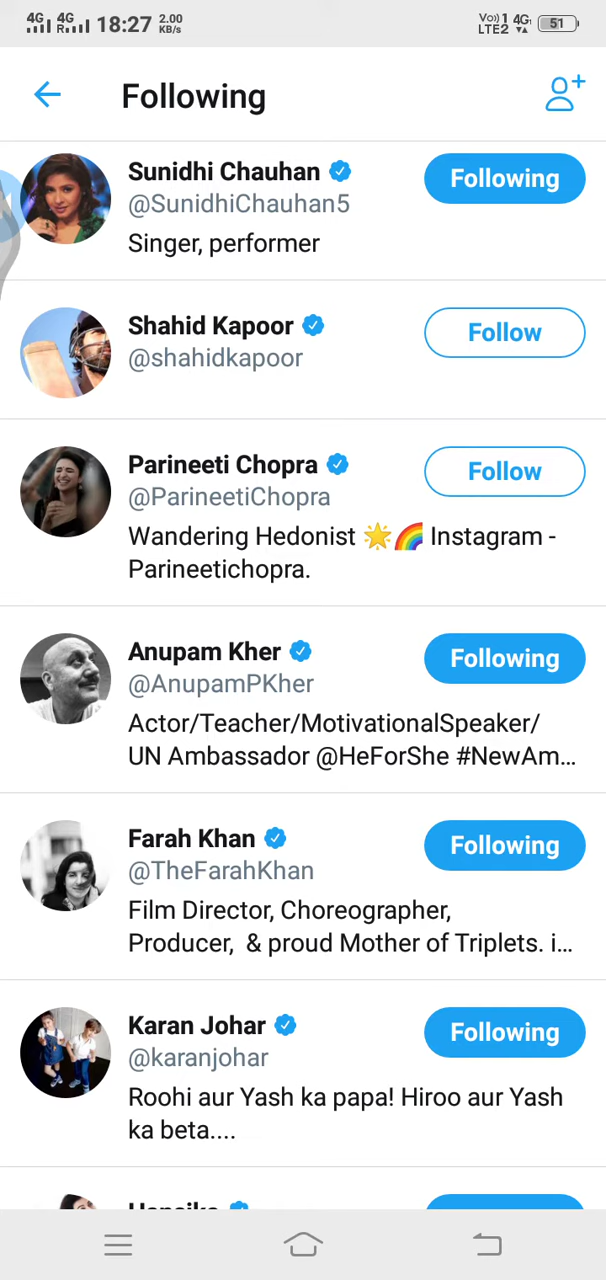 4G 4G R 18:27 2.00 KB/s Vo)) 1 4G LTE2 51
Following
Sunidhi Chauhan
Following
@SunidhiChauhan5
Singer, performer
Shahid Kapoor
Follow
@shahidkapoor
Parineeti Chopra
Follow
@ParineetiChopra
Wandering Hedonist 🌟🌈 Instagram -
Parineetichopra.
Anupam Kher
Following
@AnupamPKher
Actor/Teacher/MotivationalSpeaker/
UN Ambassador @HeForShe #NewAm...
Farah Khan
Following
@TheFarahKhan
Film Director, Choreographer,
Producer,  & proud Mother of Triplets. i...
Karan Johar
Following
@karanjohar
Roohi aur Yash ka papa! Hiroo aur Yash
ka beta....